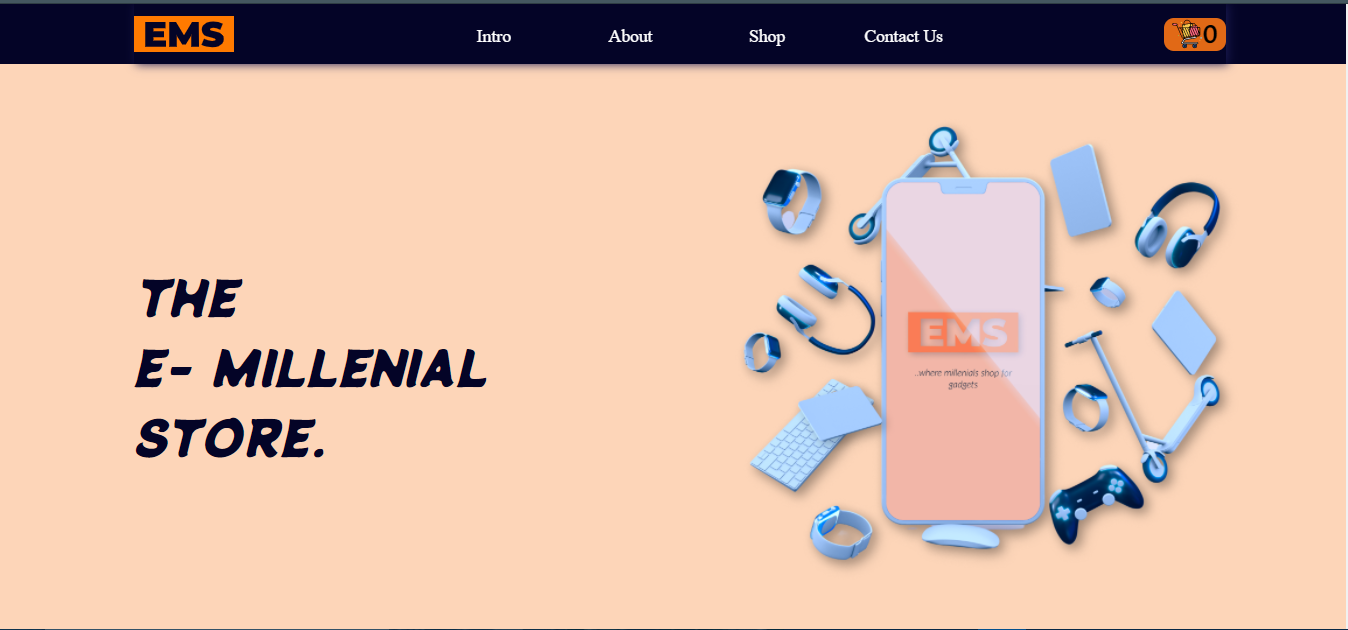 EMS
Intro
About
Shop
Contact Us
0
THE
E- MILLENIAL
STORE.
EMS
..where millenials shop for
gadgets